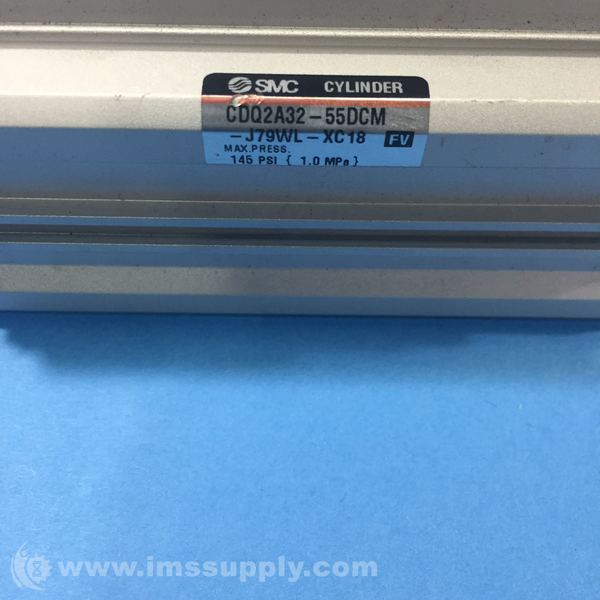 SMC CYLINDER
CDQ2A32-55DCM
-J79WL-XC18 FV
MAX.PRESS.
145 PSI { 1.0 MPa }
www.imssupply.com